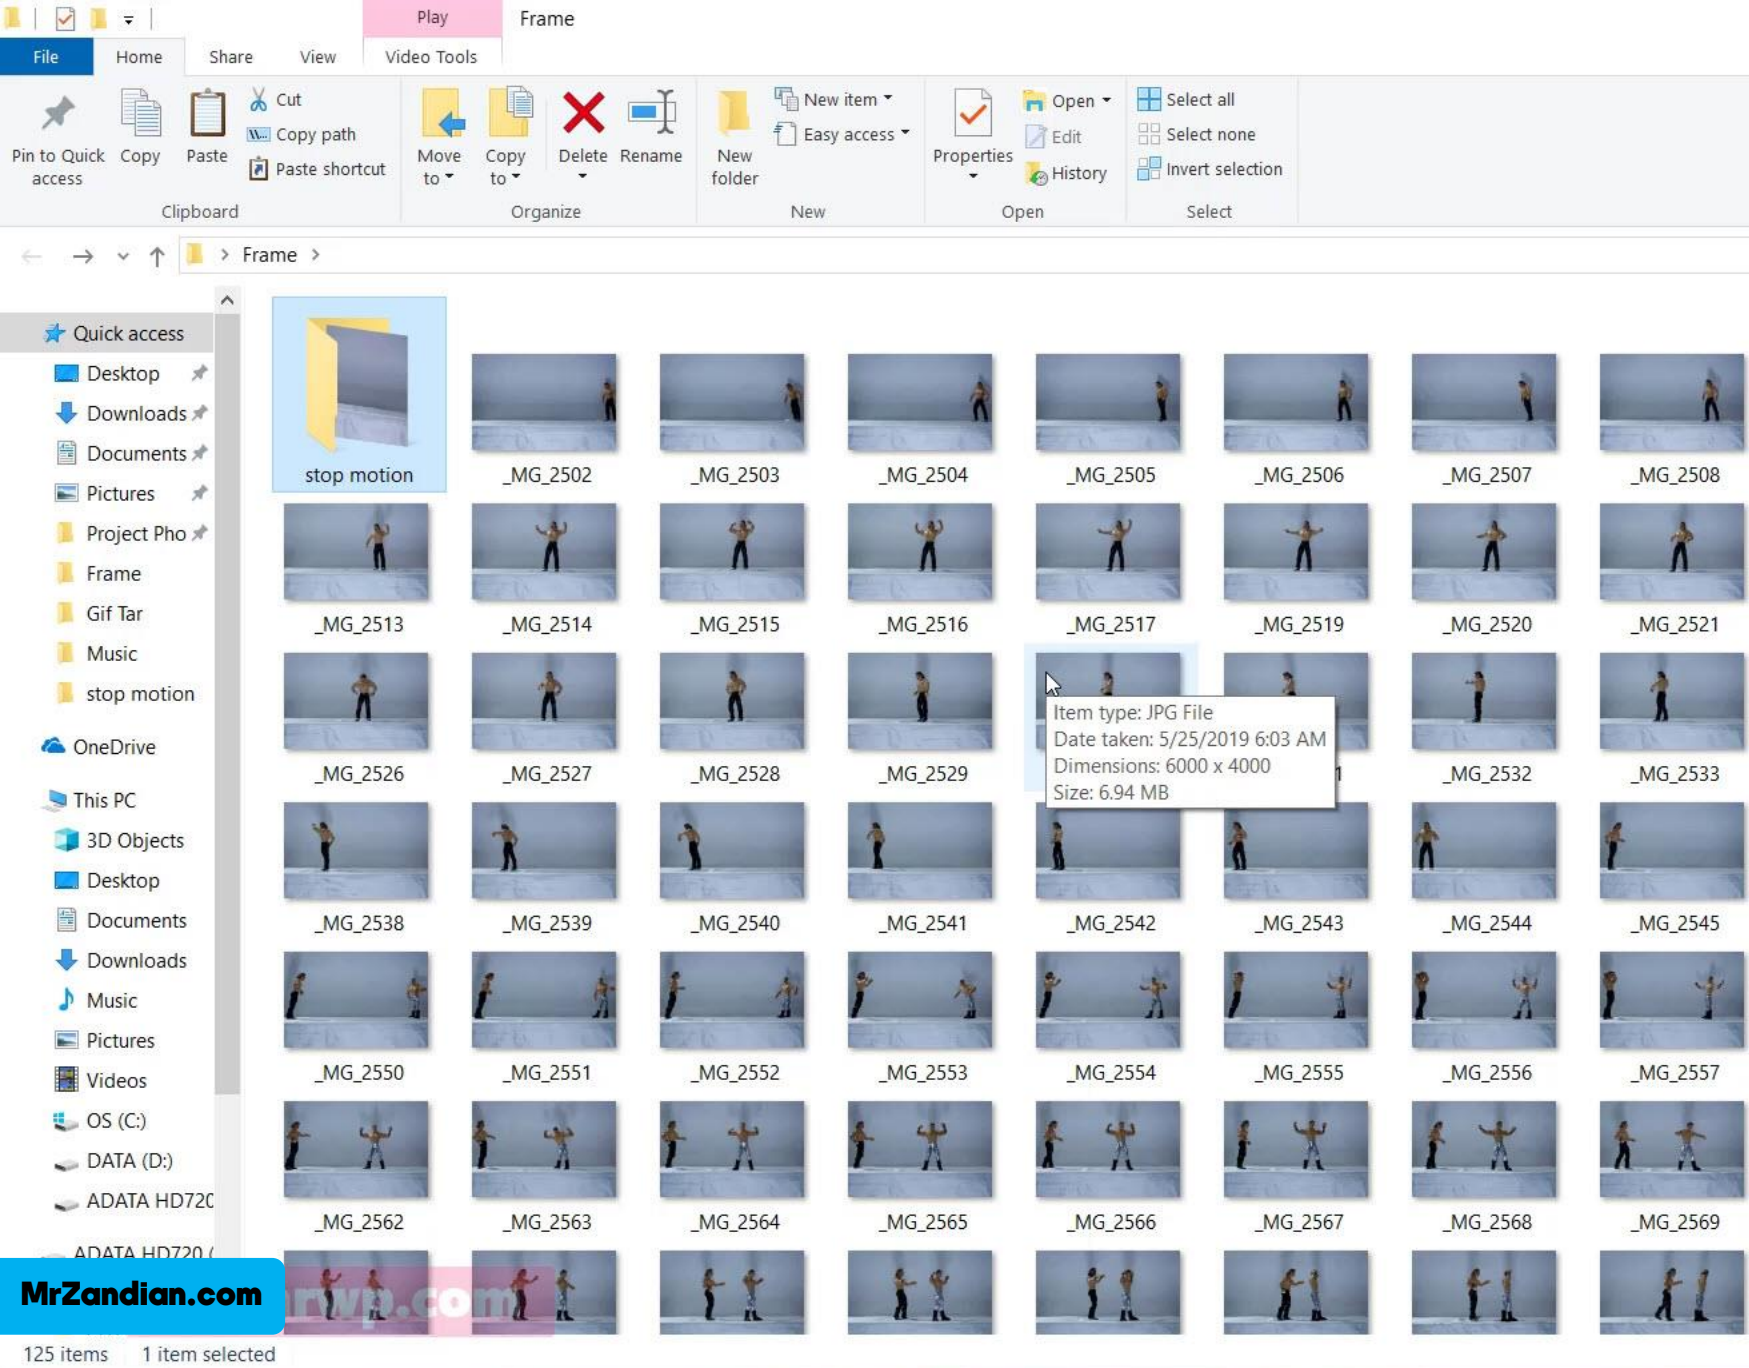 Play
Frame
File
Home
Share
View
Video Tools
Pin to Quick access
Copy
Paste
Cut
Copy path
Paste shortcut
Clipboard
Move to
Copy to
Delete
Rename
Organize
New folder
New item
Easy access
New
Properties
Open
Edit
History
Open
Select all
Select none
Invert selection
Select
Frame
Quick access
Desktop
Downloads
Documents
Pictures
Project Pho
Frame
Gif Tar
Music
stop motion
OneDrive
This PC
3D Objects
Desktop
Documents
Downloads
Music
Pictures
Videos
OS (C:)
DATA (D:)
ADATA HD720
ADATA HD720 (
stop motion
_MG_2502
_MG_2503
_MG_2504
_MG_2505
_MG_2506
_MG_2507
_MG_2508
_MG_2513
_MG_2514
_MG_2515
_MG_2516
_MG_2517
_MG_2519
_MG_2520
_MG_2521
_MG_2526
_MG_2527
_MG_2528
_MG_2529
Item type: JPG File
Date taken: 5/25/2019 6:03 AM
Dimensions: 6000 x 4000
Size: 6.94 MB
1
_MG_2532
_MG_2533
_MG_2538
_MG_2539
_MG_2540
_MG_2541
_MG_2542
_MG_2543
_MG_2544
_MG_2545
_MG_2550
_MG_2551
_MG_2552
_MG_2553
_MG_2554
_MG_2555
_MG_2556
_MG_2557
_MG_2562
_MG_2563
_MG_2564
_MG_2565
_MG_2566
_MG_2567
_MG_2568
_MG_2569
MrZandian.com
rwp.com
125 items
1 item selected